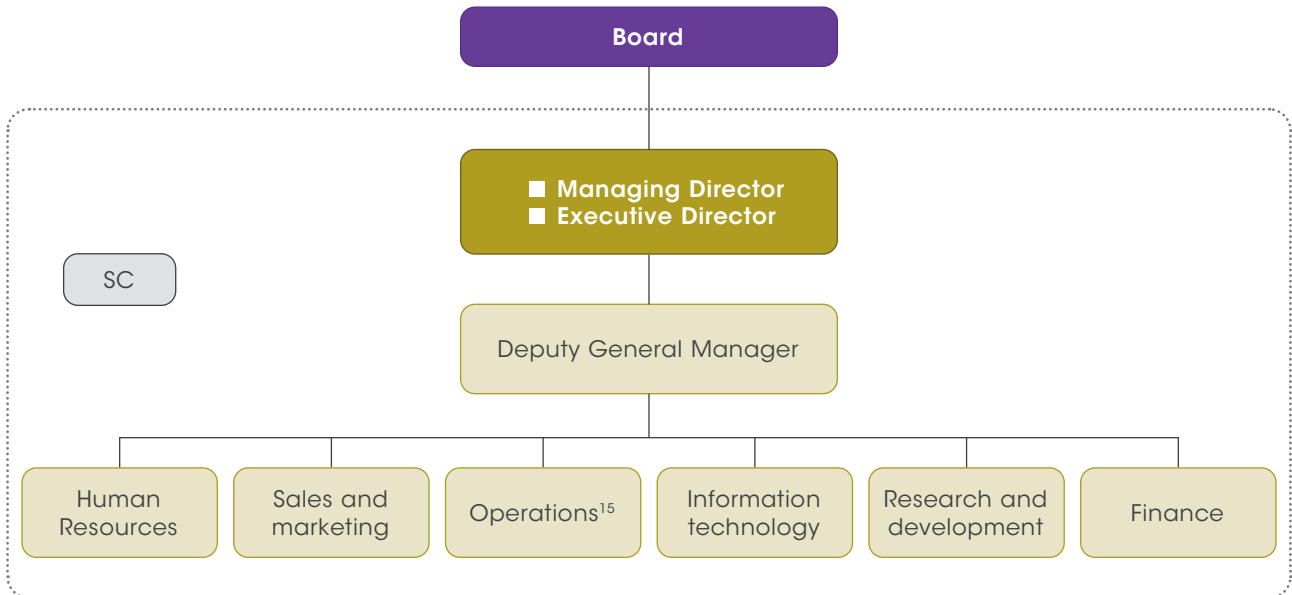 Board
■ Managing Director
■ Executive Director
SC
Deputy General Manager
Human
Resources
Sales and
marketing
Operations¹⁵
Information
technology
Research and
development
Finance